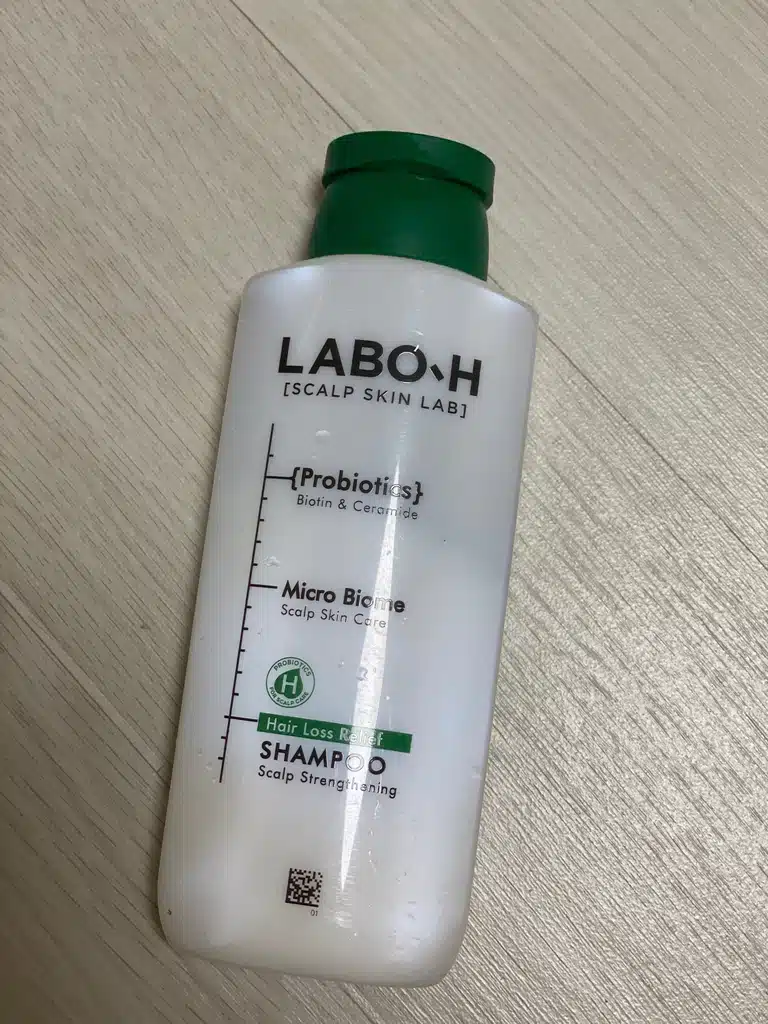 LABO-H
[SCALP SKIN LAB]
{Probiotics}
Biotin & Ceramide
Micro Biome
Scalp Skin Care
PROBIOTICS
H
FOR SCALP CARE
Hair Loss Relief
SHAMPOO
Scalp Strengthening
01